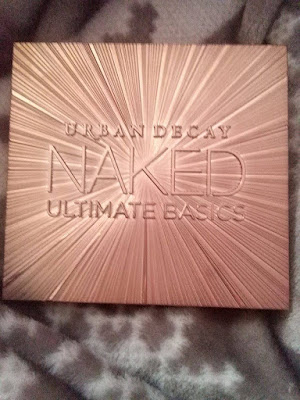 URBAN DECAY
NAKED
ULTIMATE BASICS